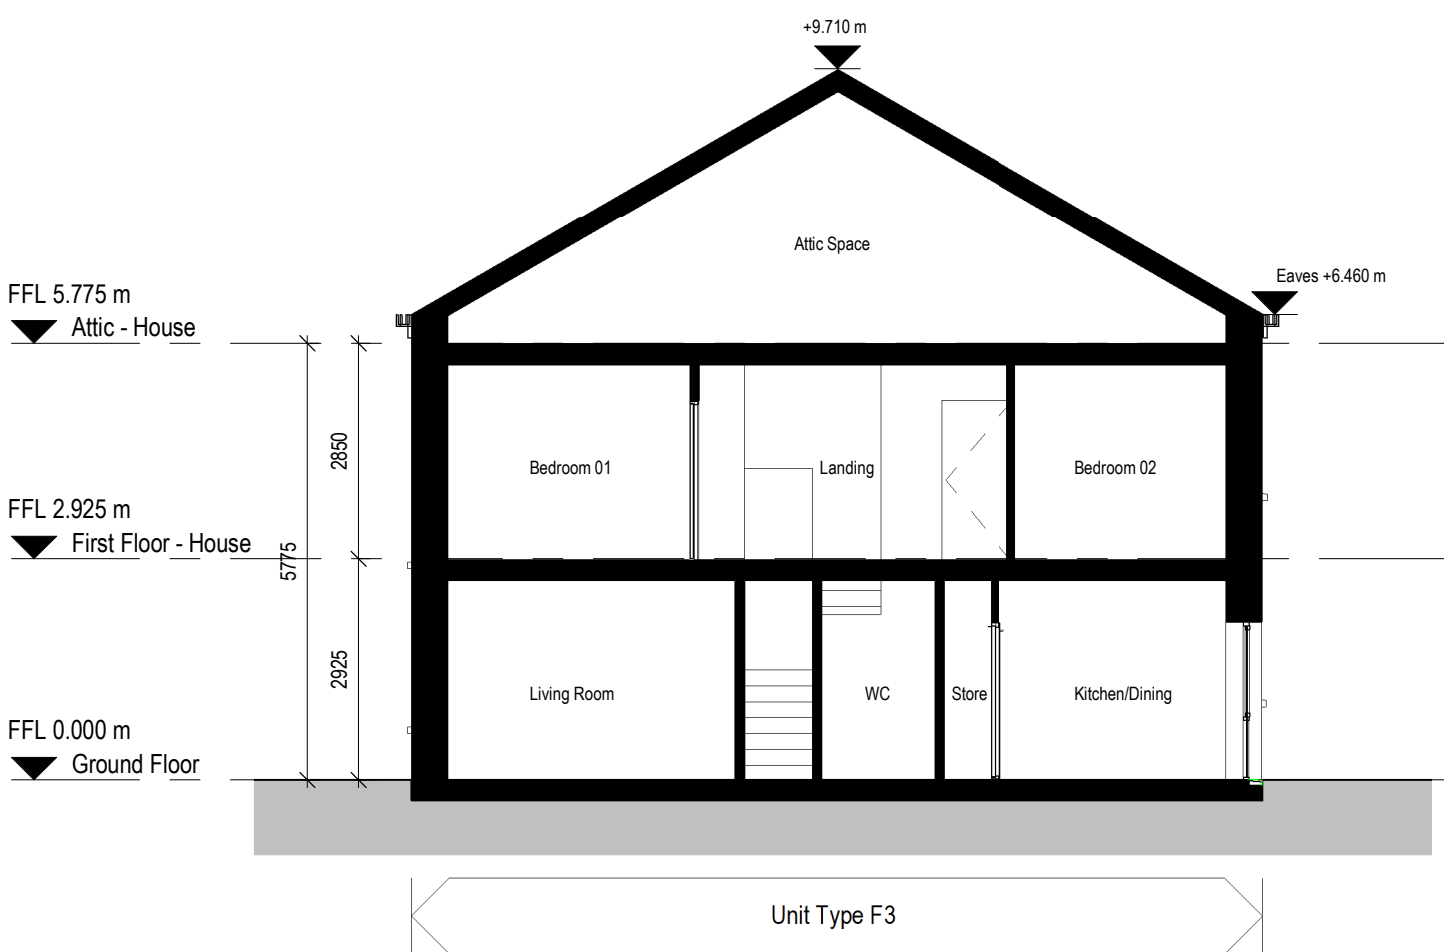 +9.710 m
Attic Space
Eaves +6.460 m
FFL 5.775 m
Attic - House
2850
Bedroom 01
Landing
Bedroom 02
FFL 2.925 m
First Floor - House
5775
2925
Living Room
WC
Store
Kitchen/Dining
FFL 0.000 m
Ground Floor
Unit Type F3